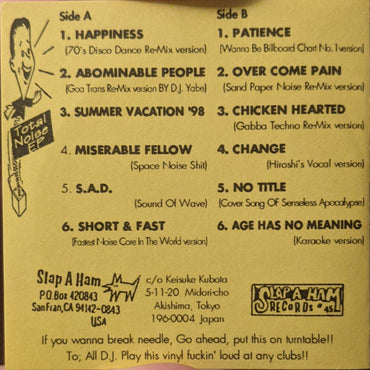 Total
Noise
EP
Side A
1. HAPPINESS
(70's Disco Dance Re-Mix version)
2. ABOMINABLE PEOPLE
(Goa Trans Re-Mix version BY D.J. Yabe)
3. SUMMER VACATION '98
4. MISERABLE FELLOW
(Space Noise Shit)
5. S.A.D.
(Sound Of Wave)
6. SHORT & FAST
(Fastest Noise Core In The World version)
Side B
1. PATIENCE
(Wanna Be Billboard Chart No. 1 version)
2. OVER COME PAIN
(Sand Paper Noise Re-Mix version)
3. CHICKEN HEARTED
(Gabba Techno Re-Mix version)
4. CHANGE
(Hiroshi's Vocal version)
5. NO TITLE
(Cover Song Of Senseless Apocalypse)
6. AGE HAS NO MEANING
(Karaoke version)
Slap A Ham
P.O. Box 420843
San Fran, CA 94142-0843
USA
c/o Keisuke Kubota
5-11-20 Midori-cho
Akishima, Tokyo
196-0004 Japan
SLAP A HAM
RECORDS #45
If you wanna break needle, Go ahead, put this on turntable!!
To; All D.J. Play this vinyl fuckin' loud at any clubs!!